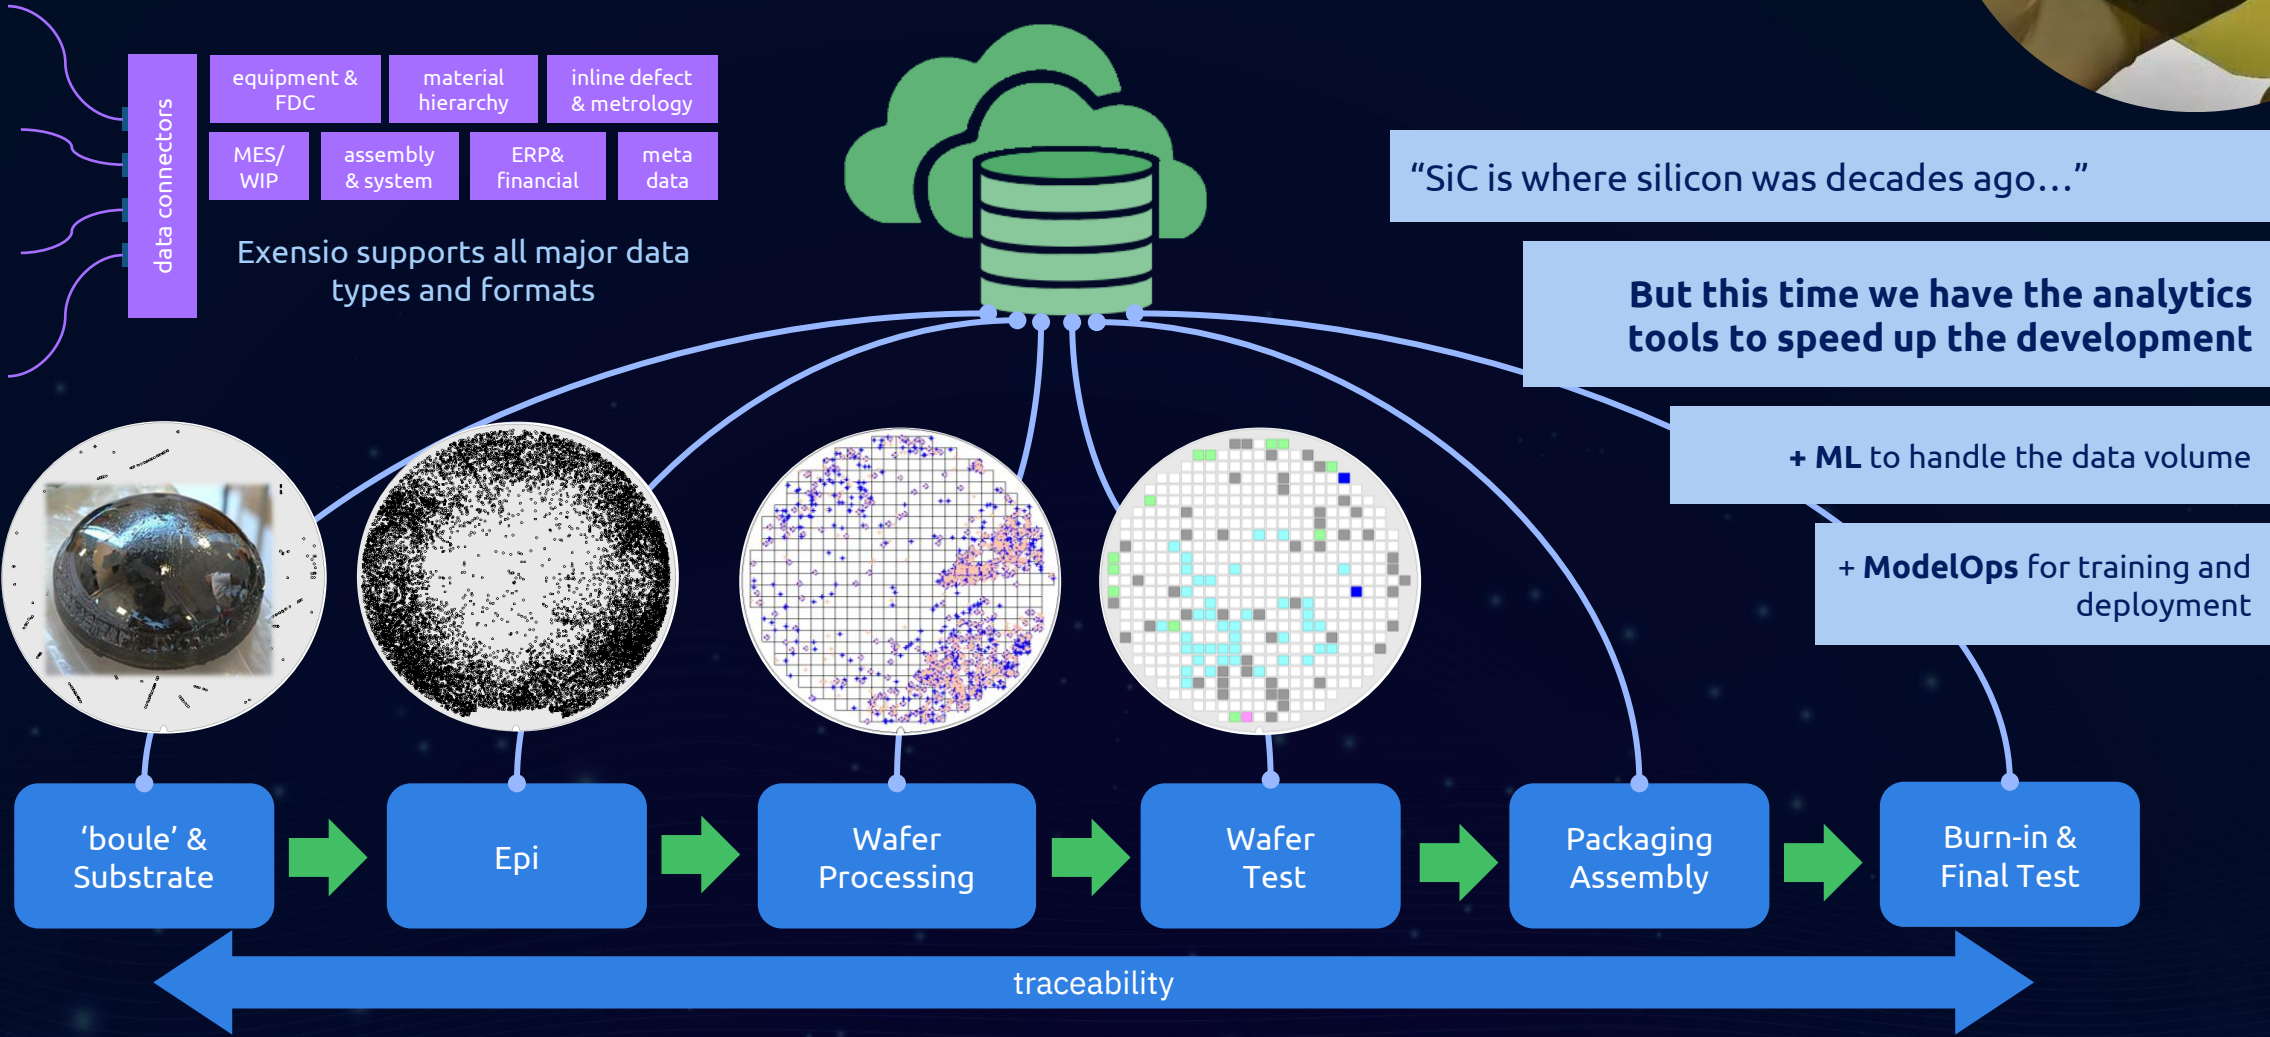 data connectors
equipment &
FDC
material
hierarchy
inline defect
& metrology
MES/
WIP
assembly
& system
ERP&
financial
meta
data
Exensio supports all major data
types and formats
“SiC is where silicon was decades ago…”
But this time we have the analytics
tools to speed up the development
+ ML to handle the data volume
+ ModelOps for training and
deployment
‘boule’ &
Substrate
Epi
Wafer
Processing
Wafer
Test
Packaging
Assembly
Burn-in &
Final Test
traceability